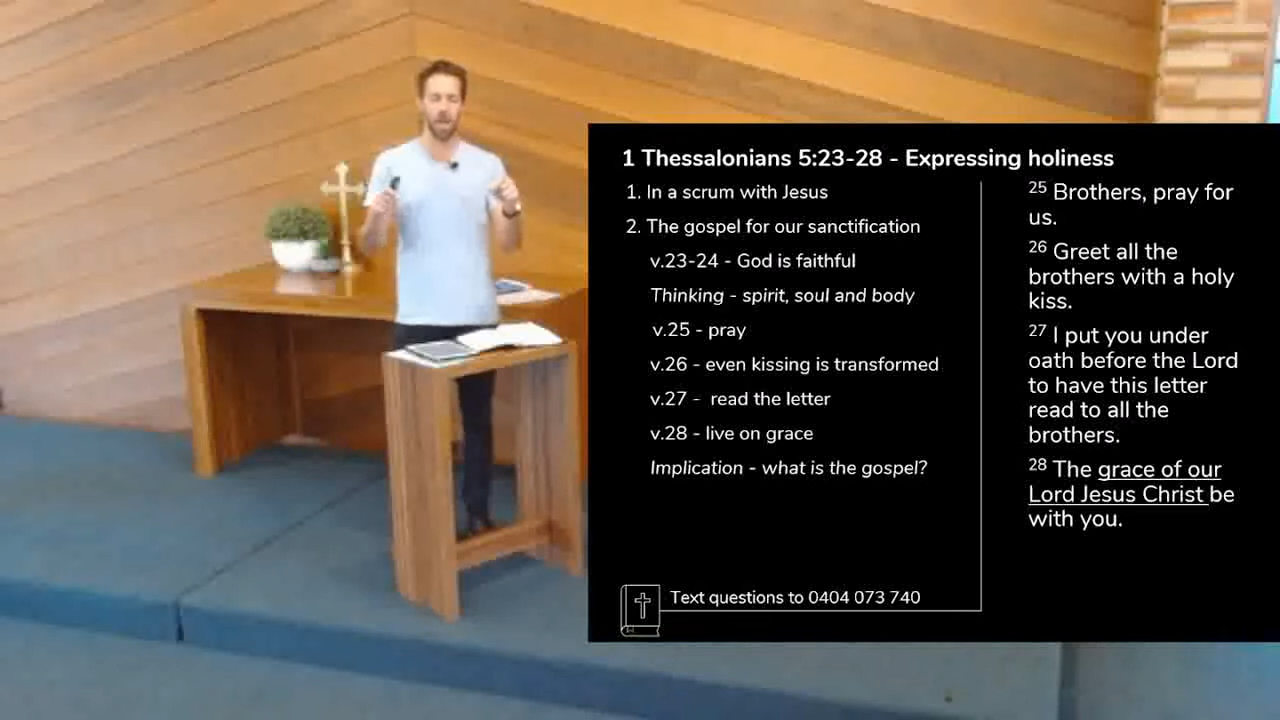 1 Thessalonians 5:23-28 - Expressing holiness
1. In a scrum with Jesus
2. The gospel for our sanctification
v.23-24 - God is faithful
Thinking - spirit, soul and body
v.25 - pray
v.26 - even kissing is transformed
v.27 - read the letter
v.28 - live on grace
Implication - what is the gospel?
Text questions to 0404 073 740
25 Brothers, pray for
us.
26 Greet all the
brothers with a holy
kiss.
27 I put you under
oath before the Lord
to have this letter
read to all the
brothers.
28 The grace of our
Lord Jesus Christ be
with you.